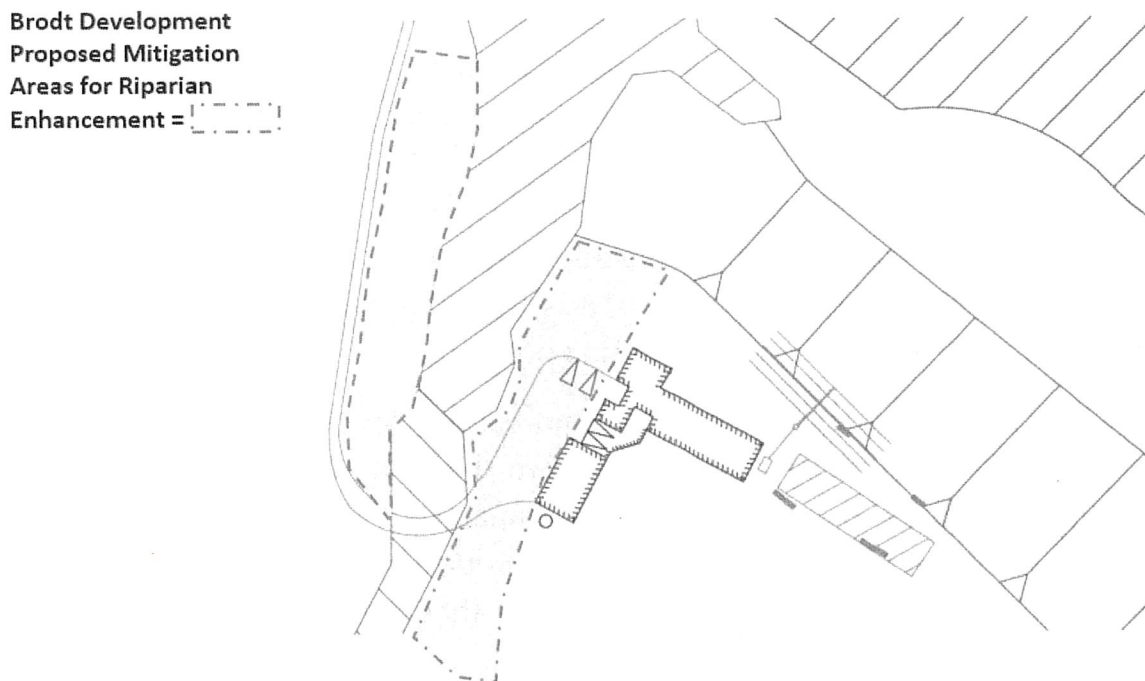 Brodt Development
Proposed Mitigation
Areas for Riparian
Enhancement =